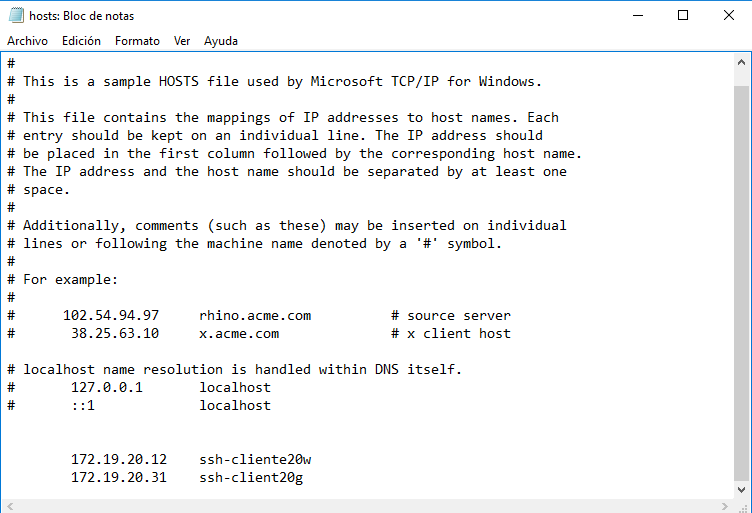 hosts: Bloc de notas
Archivo Edición Formato Ver Ayuda
#
# This is a sample HOSTS file used by Microsoft TCP/IP for Windows.
#
# This file contains the mappings of IP addresses to host names. Each
# entry should be kept on an individual line. The IP address should
# be placed in the first column followed by the corresponding host name.
# The IP address and the host name should be separated by at least one
# space.
#
# Additionally, comments (such as these) may be inserted on individual
# lines or following the machine name denoted by a '#' symbol.
#
# For example:
#
#      102.54.94.97     rhino.acme.com          # source server
#       38.25.63.10     x.acme.com              # x client host
# localhost name resolution is handled within DNS itself.
#       127.0.0.1       localhost
#       ::1             localhost
        172.19.20.12    ssh-cliente20w
        172.19.20.31    ssh-client20g